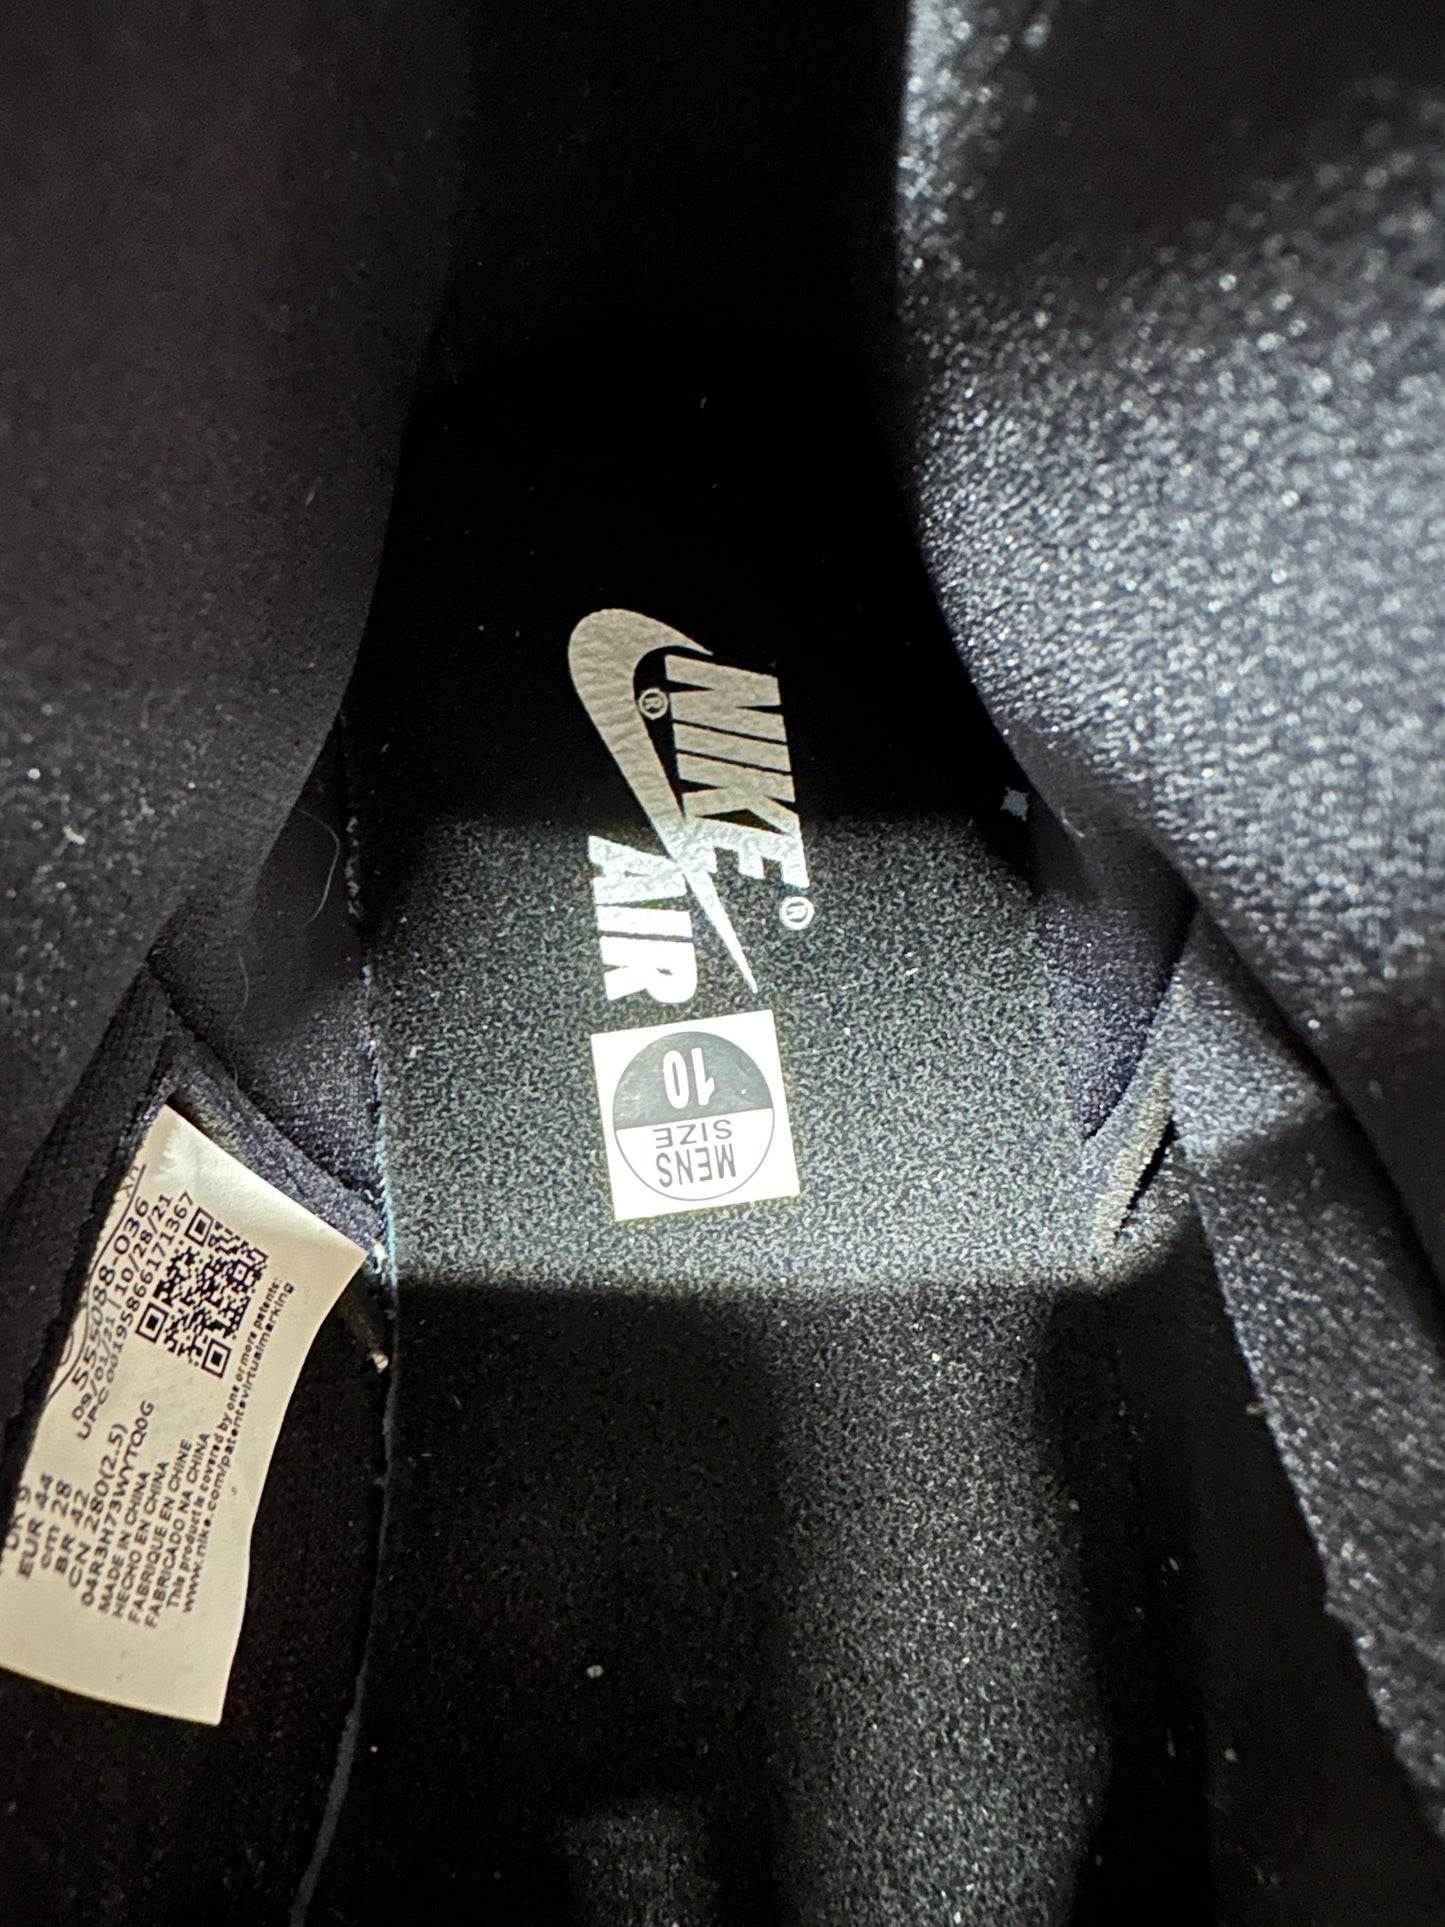 NIKE®
®
AIR
10
MENS
SIZE
555088-036
09/01/21 | 10/28/21
UPC 00195866171367
UK 9
EUR 44
cm 28
BR 42
CN 280(2.5)
04R3H73WYTQ0G
MADE IN CHINA
HECHO EN CHINA
FABRIQUE EN CHINE
FABRICADO NA CHINA
This product is covered by one or more patents:
www.nike.com/patentsvirtualmarking